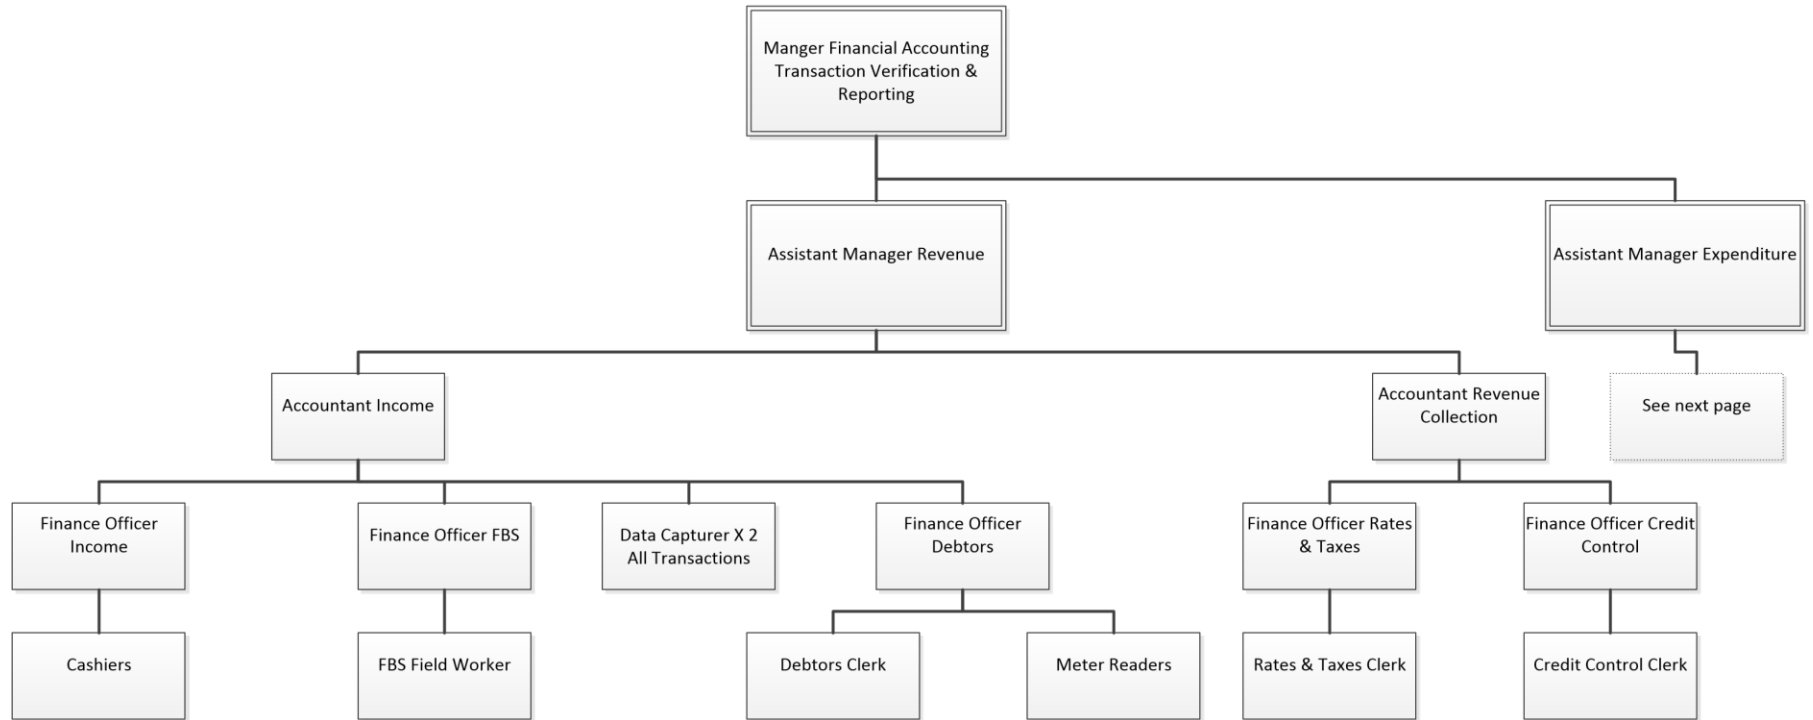 Manger Financial Accounting
Transaction Verification &
Reporting
Assistant Manager Revenue
Assistant Manager Expenditure
Accountant Income
Accountant Revenue
Collection
See next page
Finance Officer
Income
Finance Officer FBS
Data Capturer X 2
All Transactions
Finance Officer
Debtors
Finance Officer Rates
& Taxes
Finance Officer Credit
Control
Cashiers
FBS Field Worker
Debtors Clerk
Meter Readers
Rates & Taxes Clerk
Credit Control Clerk